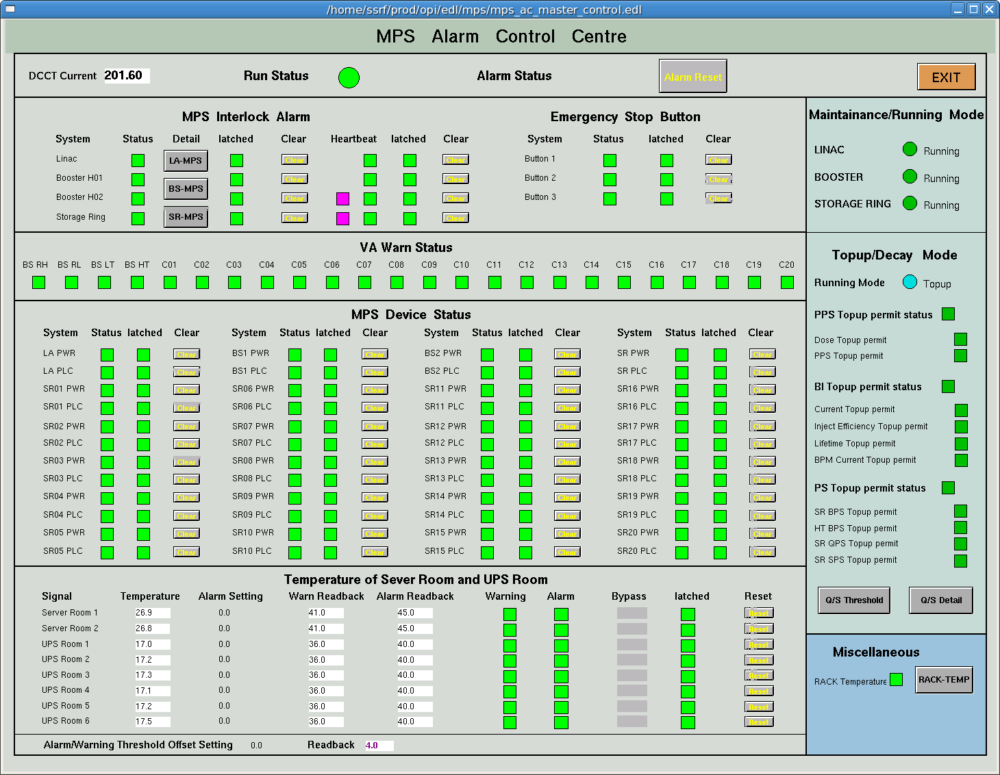 /home/ssrf/prod/opi/edl/mps/mps_ac_master_control.edl
MPS Alarm Control Centre
DCCT Current 201.60 Run Status Alarm Status Alarm Reset EXIT
MPS Interlock Alarm Emergency Stop Button
System Status Detail latched Clear Heartbeat latched Clear System Status latched Clear
Linac LA-MPS Clear Clear Button 1 Clear
Booster H01 BS-MPS Clear Clear Button 2 Clear
Booster H02 Clear Clear Button 3 Clear
Storage Ring SR-MPS Clear Clear
VA Warn Status
BS RH BS RL BS LT BS HT C01 C02 C03 C04 C05 C06 C07 C08 C09 C10 C11 C12 C13 C14 C15 C16 C17 C18 C19 C20
MPS Device Status
System Status latched Clear System Status latched Clear System Status latched Clear System Status latched Clear
LA PWR Clear BS1 PWR Clear BS2 PWR Clear SR PWR Clear
LA PLC Clear BS1 PLC Clear BS2 PLC Clear SR PLC Clear
SR01 PWR Clear SR06 PWR Clear SR11 PWR Clear SR16 PWR Clear
SR01 PLC Clear SR06 PLC Clear SR11 PLC Clear SR16 PLC Clear
SR02 PWR Clear SR07 PWR Clear SR12 PWR Clear SR17 PWR Clear
SR02 PLC Clear SR07 PLC Clear SR12 PLC Clear SR17 PLC Clear
SR03 PWR Clear SR08 PWR Clear SR13 PWR Clear SR18 PWR Clear
SR03 PLC Clear SR08 PLC Clear SR13 PLC Clear SR18 PLC Clear
SR04 PWR Clear SR09 PWR Clear SR14 PWR Clear SR19 PWR Clear
SR04 PLC Clear SR09 PLC Clear SR14 PLC Clear SR19 PLC Clear
SR05 PWR Clear SR10 PWR Clear SR15 PWR Clear SR20 PWR Clear
SR05 PLC Clear SR10 PLC Clear SR15 PLC Clear SR20 PLC Clear
Temperature of Sever Room and UPS Room
Signal Temperature Alarm Setting Warn Readback Alarm Readback Warning Alarm Bypass latched Reset
Server Room 1 26.9 0.0 41.0 45.0 Reset
Server Room 2 26.8 0.0 41.0 45.0 Reset
UPS Room 1 17.0 0.0 36.0 40.0 Reset
UPS Room 2 17.2 0.0 36.0 40.0 Reset
UPS Room 3 17.3 0.0 36.0 40.0 Reset
UPS Room 4 17.1 0.0 36.0 40.0 Reset
UPS Room 5 17.2 0.0 36.0 40.0 Reset
UPS Room 6 17.5 0.0 36.0 40.0 Reset
Alarm/Warning Threshold Offset Setting 0.0 Readback 4.0
Maintainance/Running Mode
LINAC Running
BOOSTER Running
STORAGE RING Running
Topup/Decay Mode
Running Mode Topup
PPS Topup permit status
Dose Topup permit
PPS Topup permit
BI Topup permit status
Current Topup permit
Inject Efficiency Topup permit
Lifetime Topup permit
BPM Current Topup permit
PS Topup permit status
SR BPS Topup permit
HT BPS Topup permit
SR QPS Topup permit
SR SPS Topup permit
Q/S Threshold Q/S Detail
Miscellaneous
RACK Temperature RACK-TEMP